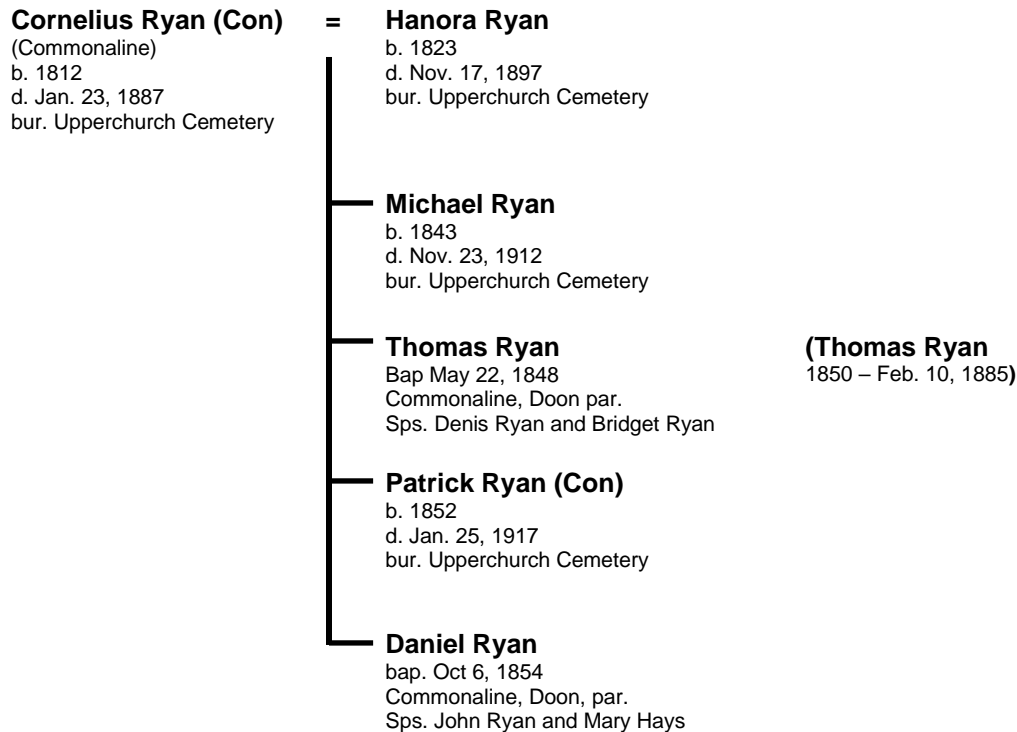 Cornelius Ryan (Con) = Hanora Ryan
(Commonaline)
b. 1812
d. Jan. 23, 1887
bur. Upperchurch Cemetery
b. 1823
d. Nov. 17, 1897
bur. Upperchurch Cemetery
Michael Ryan
b. 1843
d. Nov. 23, 1912
bur. Upperchurch Cemetery
Thomas Ryan
Bap May 22, 1848
Commonaline, Doon par.
Sps. Denis Ryan and Bridget Ryan
(Thomas Ryan
1850 – Feb. 10, 1885)
Patrick Ryan (Con)
b. 1852
d. Jan. 25, 1917
bur. Upperchurch Cemetery
Daniel Ryan
bap. Oct 6, 1854
Commonaline, Doon, par.
Sps. John Ryan and Mary Hays